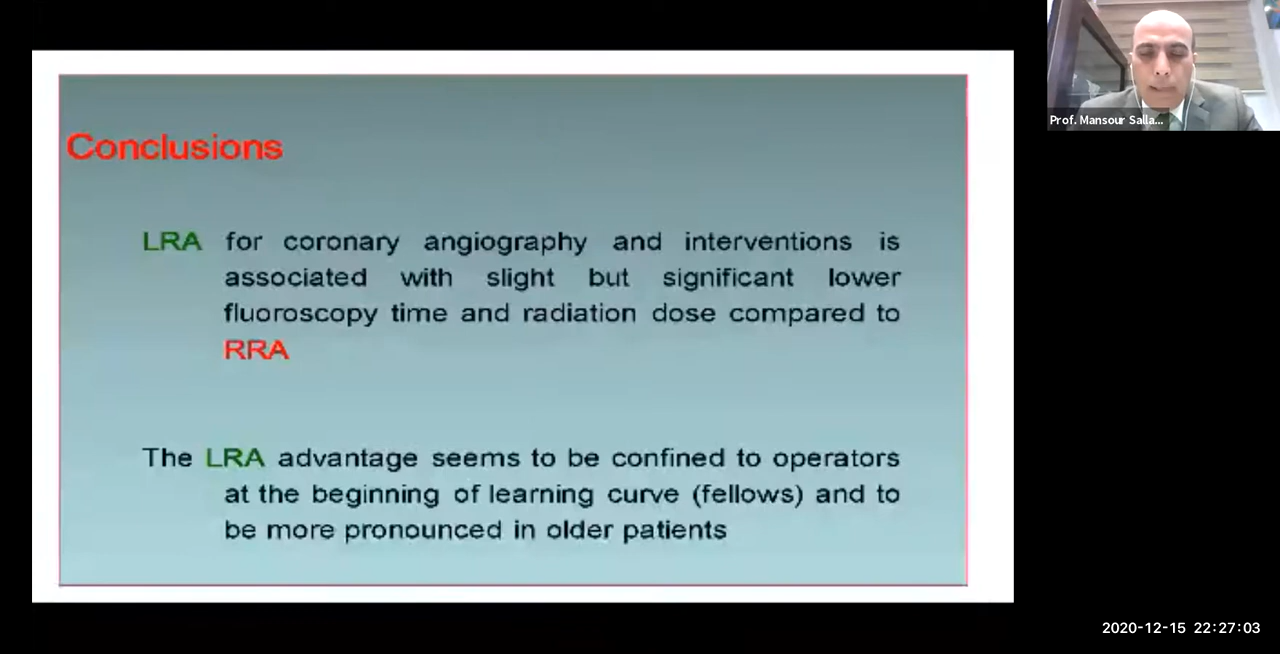 Conclusions
LRA for coronary angiography and interventions is
associated with slight but significant lower
fluoroscopy time and radiation dose compared to
RRA
The LRA advantage seems to be confined to operators
at the beginning of learning curve (fellows) and to
be more pronounced in older patients
Prof. Mansour Salla...
2020-12-15 22:27:03